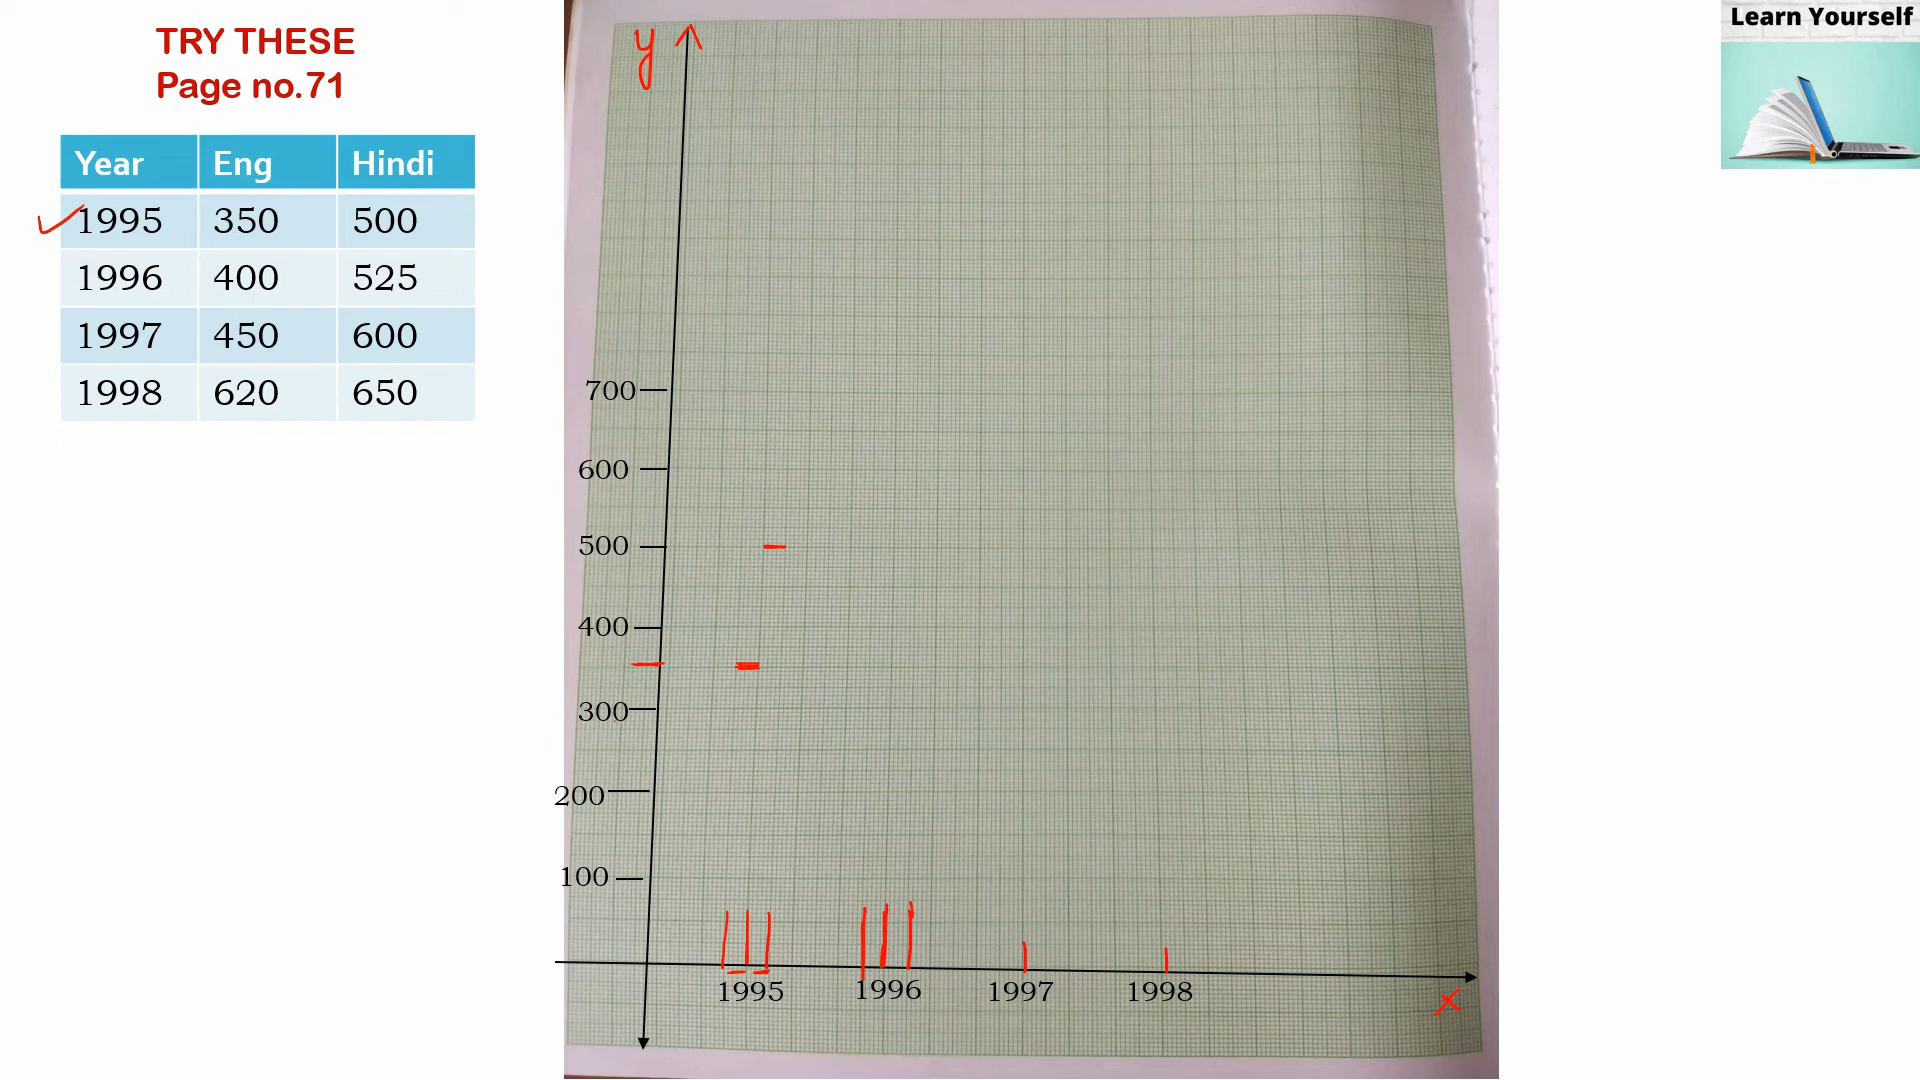 TRY THESE
Page no.71
Year Eng Hindi
1995 350 500
1996 400 525
1997 450 600
1998 620 650
y
700
600
500
400
300
200
100
1995 1996 1997 1998
x
Learn Yourself